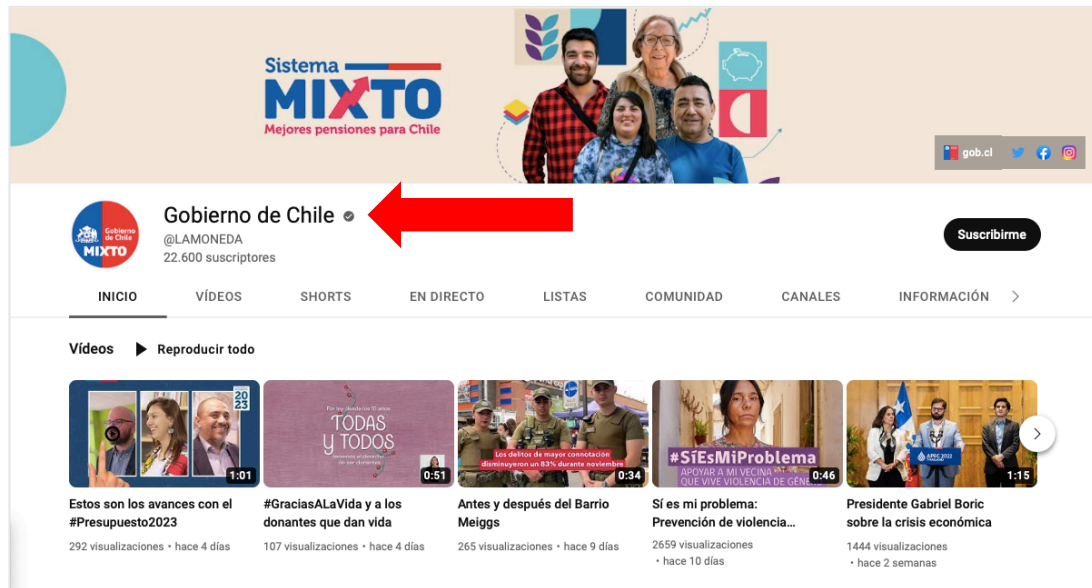 Sistema
MIXTO
Mejores pensiones para Chile
gob.cl
Gobierno de Chile
MIXTO
Gobierno de Chile
@LAMONEDA
22.600 suscriptores
Suscribirme
INICIO VÍDEOS SHORTS EN DIRECTO LISTAS COMUNIDAD CANALES INFORMACIÓN
Vídeos Reproducir todo
20
23
1:01
TODAS
y TODOS
0:51
Los delitos de mayor connotación
disminuyeron un 83% durante noviembre
0:34
#SíEsMiProblema
APOYAR A MI VECINA
QUE VIVE VIOLENCIA DE GÉNERO
0:46
APEC 2022
THAILAND
1:15
Estos son los avances con el
#Presupuesto2023
292 visualizaciones • hace 4 días
#GraciasALaVida y a los
donantes que dan vida
107 visualizaciones • hace 4 días
Antes y después del Barrio
Meiggs
265 visualizaciones • hace 9 días
Sí es mi problema:
Prevención de violencia...
2659 visualizaciones
• hace 10 días
Presidente Gabriel Boric
sobre la crisis económica
1444 visualizaciones
• hace 2 semanas